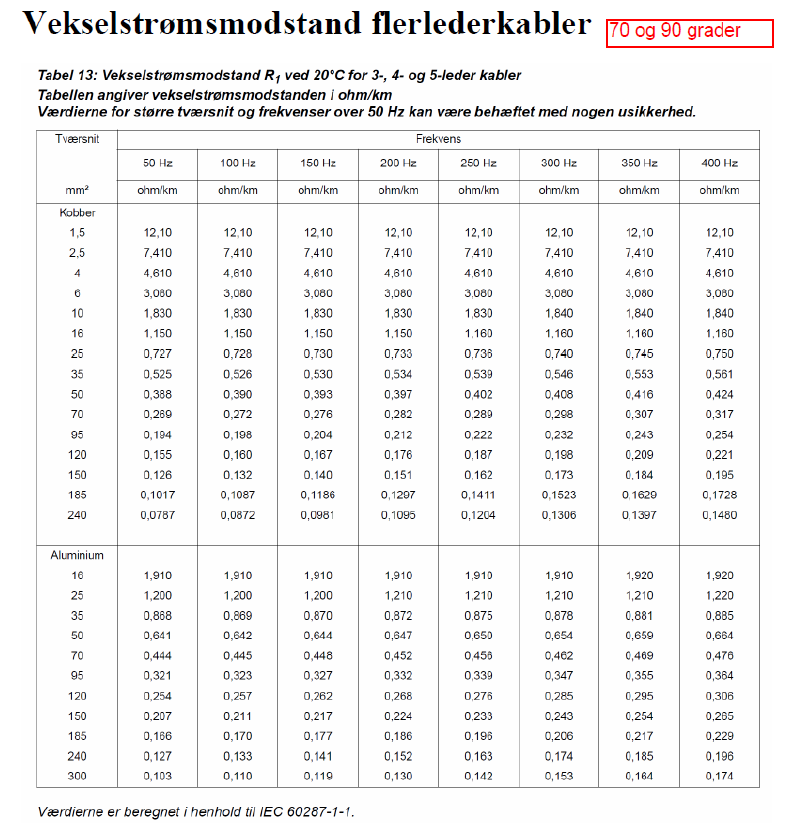 Vekselstrømsmodstand flerlederkabler
70 og 90 grader
Tabel 13: Vekselstrømsmodstand R1 ved 20°C for 3-, 4- og 5-leder kabler
Tabellen angiver vekselstrømsmodstanden i ohm/km
Værdierne for større tværsnit og frekvenser over 50 Hz kan være behæftet med nogen usikkerhed.
Tværsnit Frekvens
50 Hz 100 Hz 150 Hz 200 Hz 250 Hz 300 Hz 350 Hz 400 Hz
mm² ohm/km ohm/km ohm/km ohm/km ohm/km ohm/km ohm/km ohm/km
Kobber
1,5 12,10 12,10 12,10 12,10 12,10 12,10 12,10 12,10
2,5 7,410 7,410 7,410 7,410 7,410 7,410 7,410 7,410
4 4,610 4,610 4,610 4,610 4,610 4,610 4,610 4,610
6 3,080 3,080 3,080 3,080 3,080 3,080 3,080 3,080
10 1,830 1,830 1,830 1,830 1,830 1,840 1,840 1,840
16 1,150 1,150 1,150 1,150 1,160 1,160 1,160 1,160
25 0,727 0,728 0,730 0,733 0,736 0,740 0,745 0,750
35 0,525 0,526 0,530 0,534 0,539 0,546 0,553 0,561
50 0,388 0,390 0,393 0,397 0,402 0,408 0,416 0,424
70 0,269 0,272 0,276 0,282 0,289 0,298 0,307 0,317
95 0,194 0,198 0,204 0,212 0,222 0,232 0,243 0,254
120 0,155 0,160 0,167 0,176 0,187 0,198 0,209 0,221
150 0,126 0,132 0,140 0,151 0,162 0,173 0,184 0,195
185 0,1017 0,1087 0,1186 0,1297 0,1411 0,1523 0,1629 0,1728
240 0,0787 0,0872 0,0981 0,1095 0,1204 0,1306 0,1397 0,1480
Aluminium
16 1,910 1,910 1,910 1,910 1,910 1,910 1,920 1,920
25 1,200 1,200 1,200 1,210 1,210 1,210 1,210 1,220
35 0,868 0,869 0,870 0,872 0,875 0,878 0,881 0,885
50 0,641 0,642 0,644 0,647 0,650 0,654 0,659 0,664
70 0,444 0,445 0,448 0,452 0,456 0,462 0,469 0,476
95 0,321 0,323 0,327 0,332 0,339 0,347 0,355 0,364
120 0,254 0,257 0,262 0,268 0,276 0,285 0,295 0,306
150 0,207 0,211 0,217 0,224 0,233 0,243 0,254 0,265
185 0,166 0,170 0,177 0,186 0,196 0,206 0,217 0,229
240 0,127 0,133 0,141 0,152 0,163 0,174 0,185 0,196
300 0,103 0,110 0,119 0,130 0,142 0,153 0,164 0,174
Værdierne er beregnet i henhold til IEC 60287-1-1.